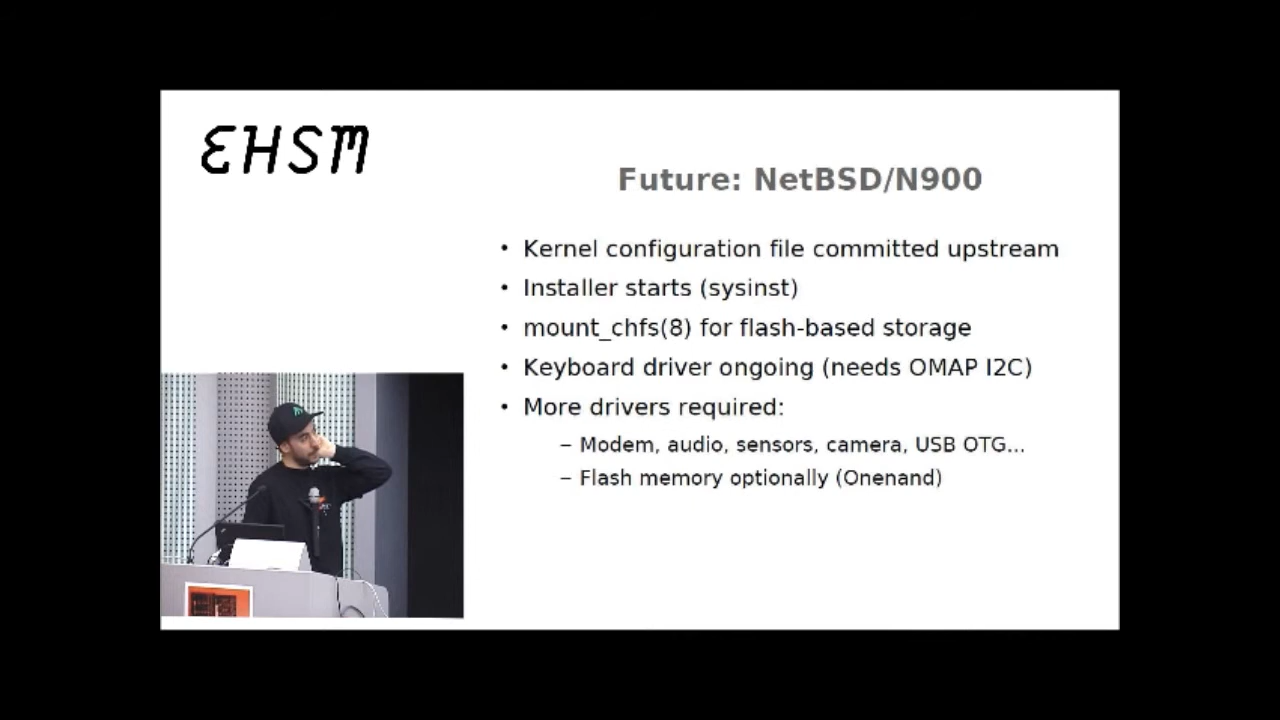 EHSM
Future: NetBSD/N900
• Kernel configuration file committed upstream
• Installer starts (sysinst)
• mount_chfs(8) for flash-based storage
• Keyboard driver ongoing (needs OMAP I2C)
• More drivers required:
– Modem, audio, sensors, camera, USB OTG...
– Flash memory optionally (Onenand)